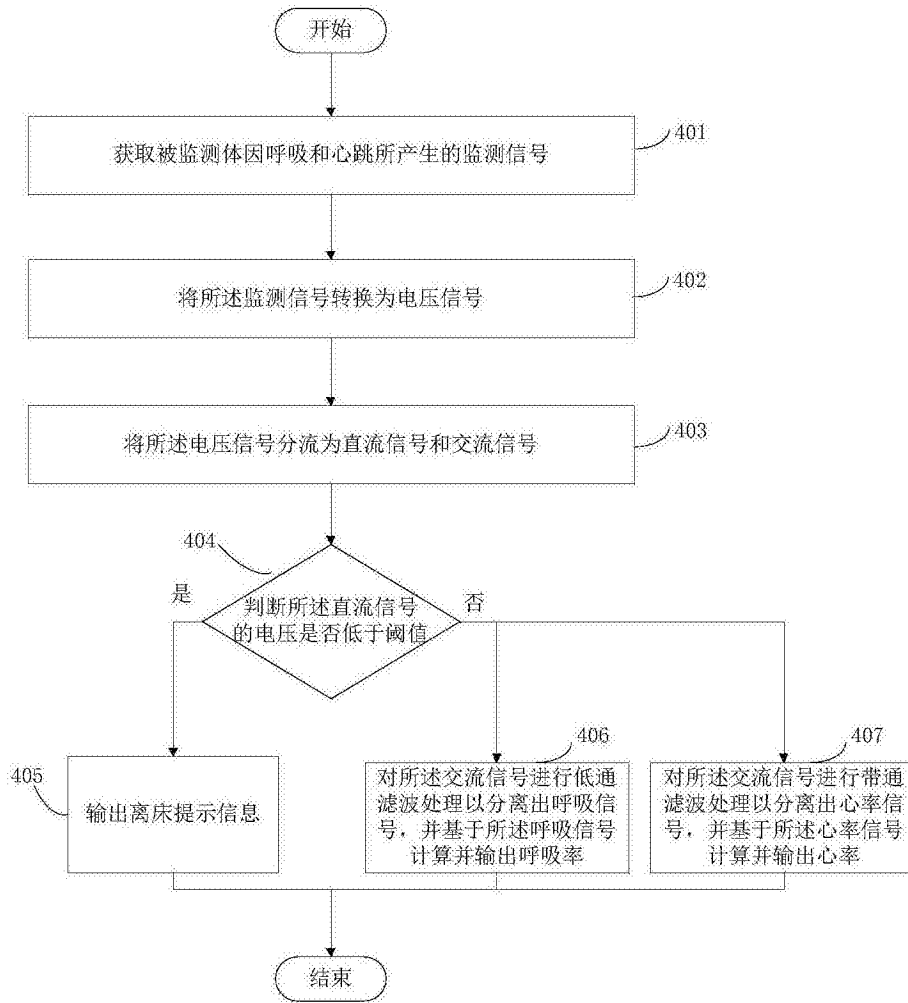 开始
获取被监测体因呼吸和心跳所产生的监测信号
401
将所述监测信号转换为电压信号
402
将所述电压信号分流为直流信号和交流信号
403
404
是
判断所述直流信号
的电压是否低于阈值
否
405
输出离床提示信息
406
对所述交流信号进行低通
滤波处理以分离出呼吸信
号，并基于所述呼吸信号
计算并输出呼吸率
407
对所述交流信号进行带通
滤波处理以分离出心率信
号，并基于所述心率信号
计算并输出心率
结束